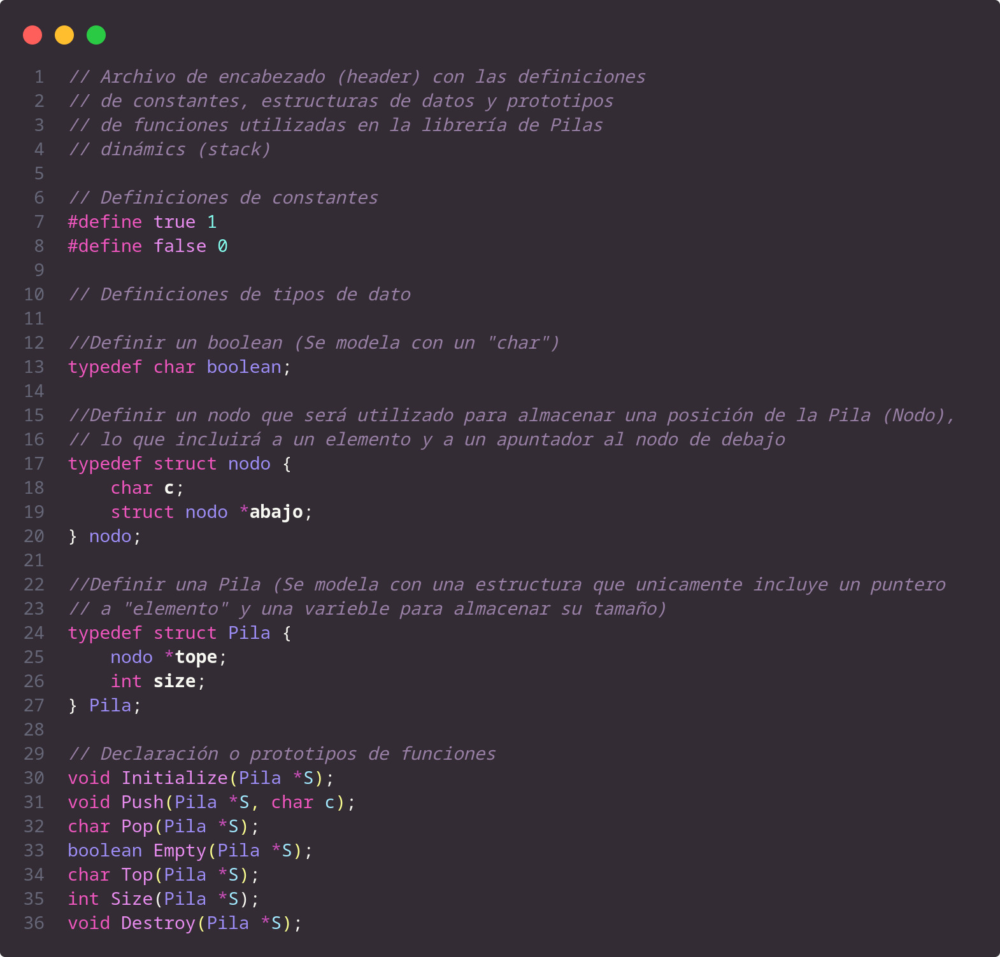 1 // Archivo de encabezado (header) con las definiciones
2 // de constantes, estructuras de datos y prototipos
3 // de funciones utilizadas en la librería de Pilas
4 // dinámics (stack)
5
6 // Definiciones de constantes
7 #define true 1
8 #define false 0
9
10 // Definiciones de tipos de dato
11
12 //Definir un boolean (Se modela con un "char")
13 typedef char boolean;
14
15 //Definir un nodo que será utilizado para almacenar una posición de la Pila (Nodo),
16 // lo que incluirá a un elemento y a un apuntador al nodo de debajo
17 typedef struct nodo {
18     char c;
19     struct nodo *abajo;
20 } nodo;
21
22 //Definir una Pila (Se modela con una estructura que unicamente incluye un puntero
23 // a "elemento" y una varieble para almacenar su tamaño)
24 typedef struct Pila {
25     nodo *tope;
26     int size;
27 } Pila;
28
29 // Declaración o prototipos de funciones
30 void Initialize(Pila *S);
31 void Push(Pila *S, char c);
32 char Pop(Pila *S);
33 boolean Empty(Pila *S);
34 char Top(Pila *S);
35 int Size(Pila *S);
36 void Destroy(Pila *S);